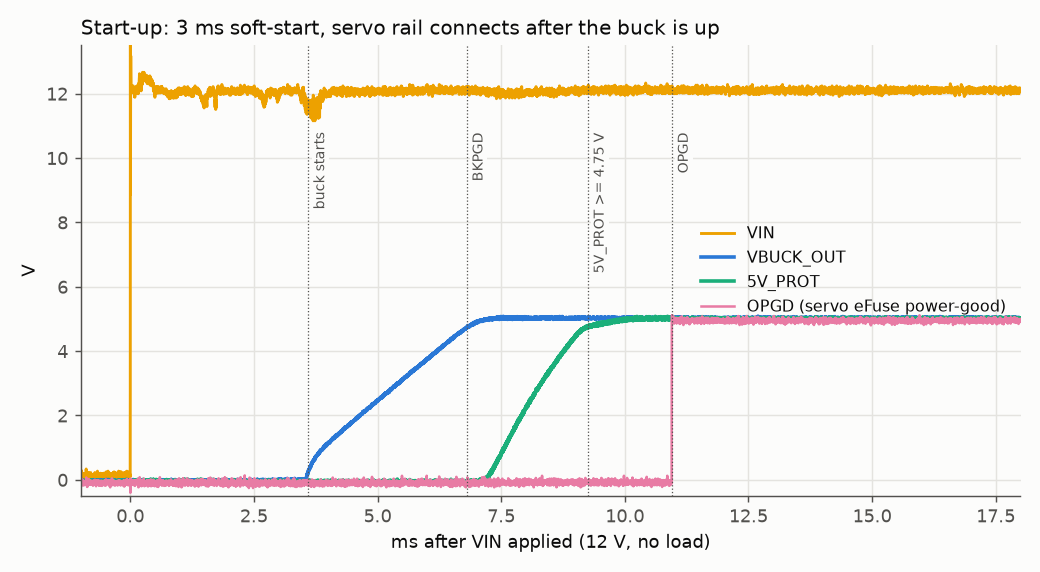 Start-up: 3 ms soft-start, servo rail connects after the buck is up
V
12
10
8
6
4
2
0
buck starts
BKPGD
5V_PROT >= 4.75 V
OPGD
VIN
VBUCK_OUT
5V_PROT
OPGD (servo eFuse power-good)
0.0 2.5 5.0 7.5 10.0 12.5 15.0 17.5
ms after VIN applied (12 V, no load)